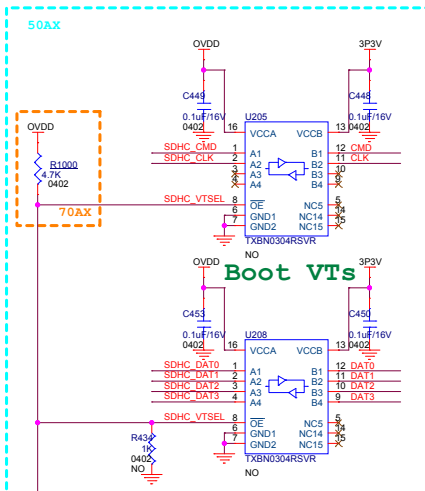 50AX
OVDD
3P3V
C449
0.1uF/16V
0402
C448
0.1uF/16V
0402
U205
16 VCCA VCCB 13
SDHC_CMD 1 A1 B1 12 CMD
SDHC_CLK 2 A2 B2 11 CLK
3 A3 B3 10
4 A4 B4 9
SDHC_VTSEL 8 OE NC5 5
6 GND1 NC14 14
7 GND2 NC15 15
TXBN0304RSVR
NO
OVDD
R1000
4.7K
0402
70AX
Boot VTs
OVDD
3P3V
C453
0.1uF/16V
0402
C450
0.1uF/16V
0402
U208
16 VCCA VCCB 13
SDHC_DAT0 1 A1 B1 12 DAT0
SDHC_DAT1 2 A2 B2 11 DAT1
SDHC_DAT2 3 A3 B3 10 DAT2
SDHC_DAT3 4 A4 B4 9 DAT3
SDHC_VTSEL 8 OE NC5 5
6 GND1 NC14 14
7 GND2 NC15 15
TXBN0304RSVR
NO
R434
1K
0402
NO